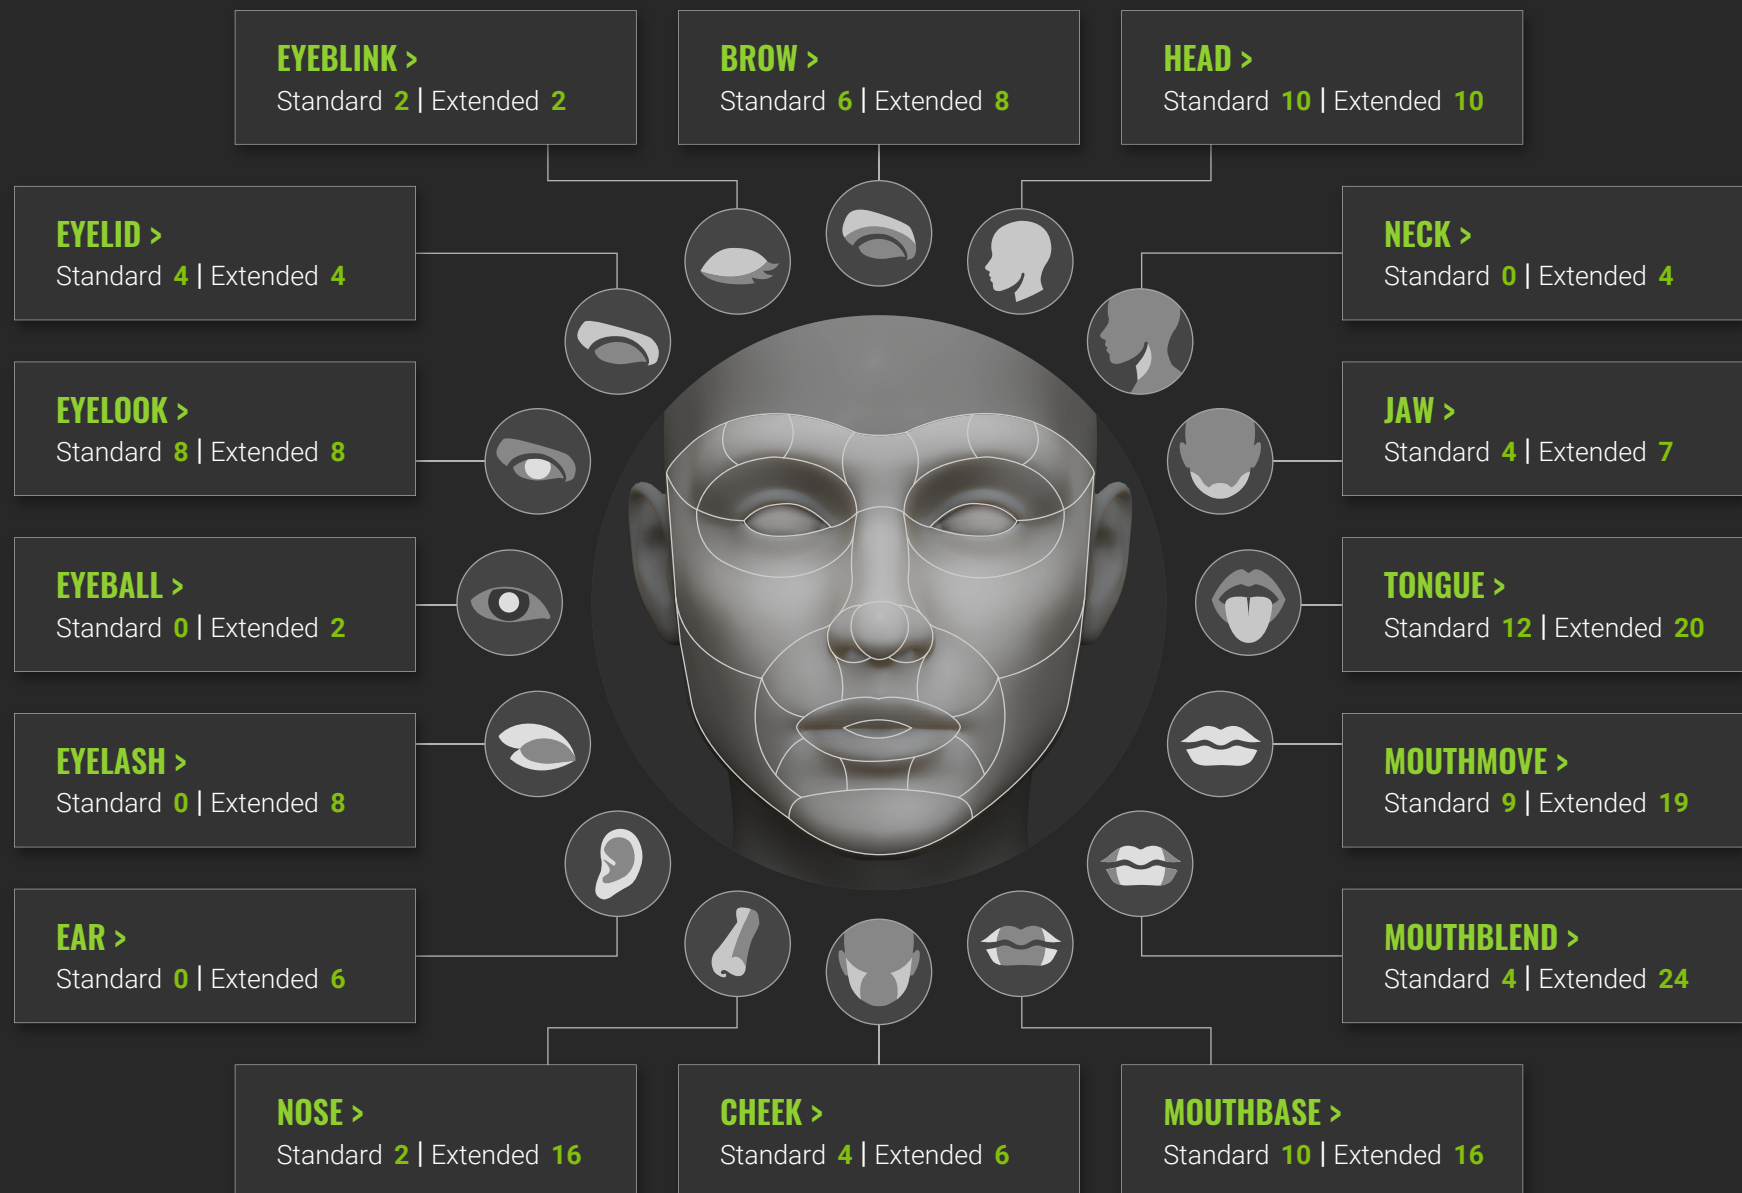 EYEBLINK >
Standard 2 | Extended 2
BROW >
Standard 6 | Extended 8
HEAD >
Standard 10 | Extended 10
EYELID >
Standard 4 | Extended 4
NECK >
Standard 0 | Extended 4
EYELOOK >
Standard 8 | Extended 8
JAW >
Standard 4 | Extended 7
EYEBALL >
Standard 0 | Extended 2
TONGUE >
Standard 12 | Extended 20
EYELASH >
Standard 0 | Extended 8
MOUTHMOVE >
Standard 9 | Extended 19
EAR >
Standard 0 | Extended 6
MOUTHBLEND >
Standard 4 | Extended 24
NOSE >
Standard 2 | Extended 16
CHEEK >
Standard 4 | Extended 6
MOUTHBASE >
Standard 10 | Extended 16